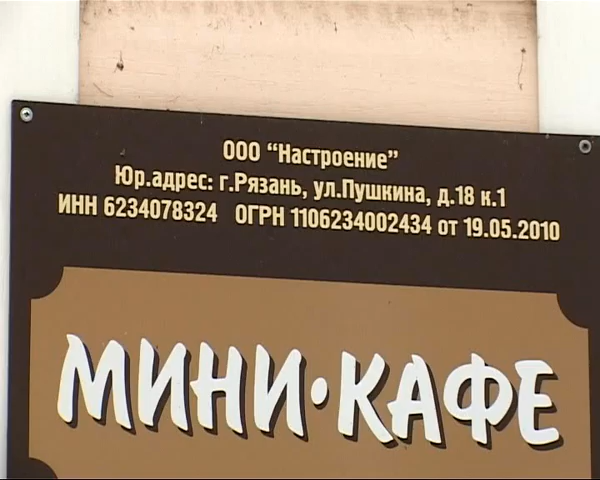 ООО "Настроение"
Юр.адрес: г.Рязань, ул.Пушкина, д.18 к.1
ИНН 6234078324 ОГРН 1106234002434 от 19.05.2010
МИНИ·КАФЕ